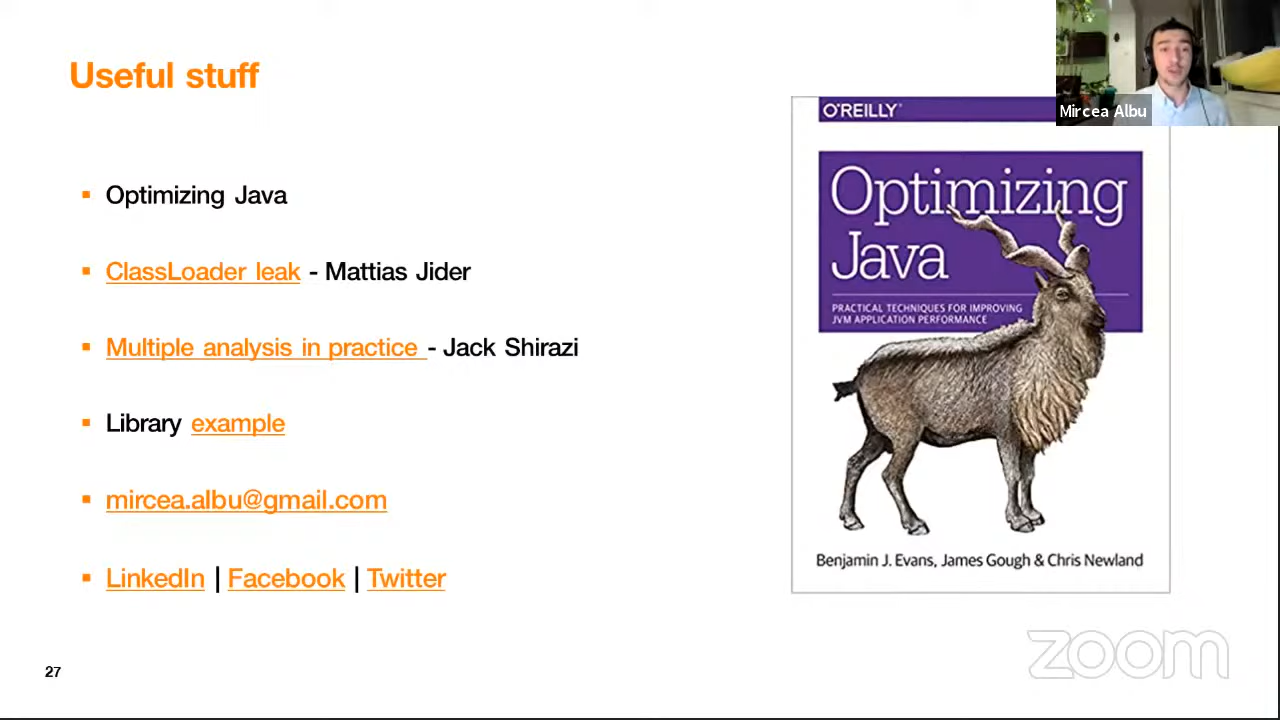 Useful stuff
Mircea Albu
Optimizing Java
ClassLoader leak - Mattias Jider
Multiple analysis in practice - Jack Shirazi
Library example
mircea.albu@gmail.com
LinkedIn | Facebook | Twitter
O'REILLY®
Optimizing
Java
PRACTICAL TECHNIQUES FOR IMPROVING
JVM APPLICATION PERFORMANCE
Benjamin J. Evans, James Gough & Chris Newland
27
zoom